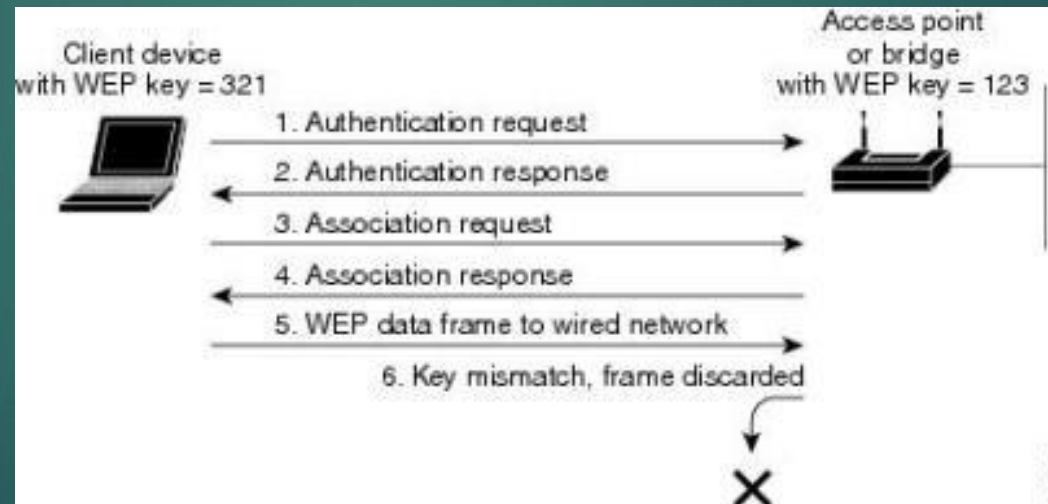 Client device
with WEP key = 321
Access point
or bridge
with WEP key = 123
1. Authentication request
2. Authentication response
3. Association request
4. Association response
5. WEP data frame to wired network
6. Key mismatch, frame discarded